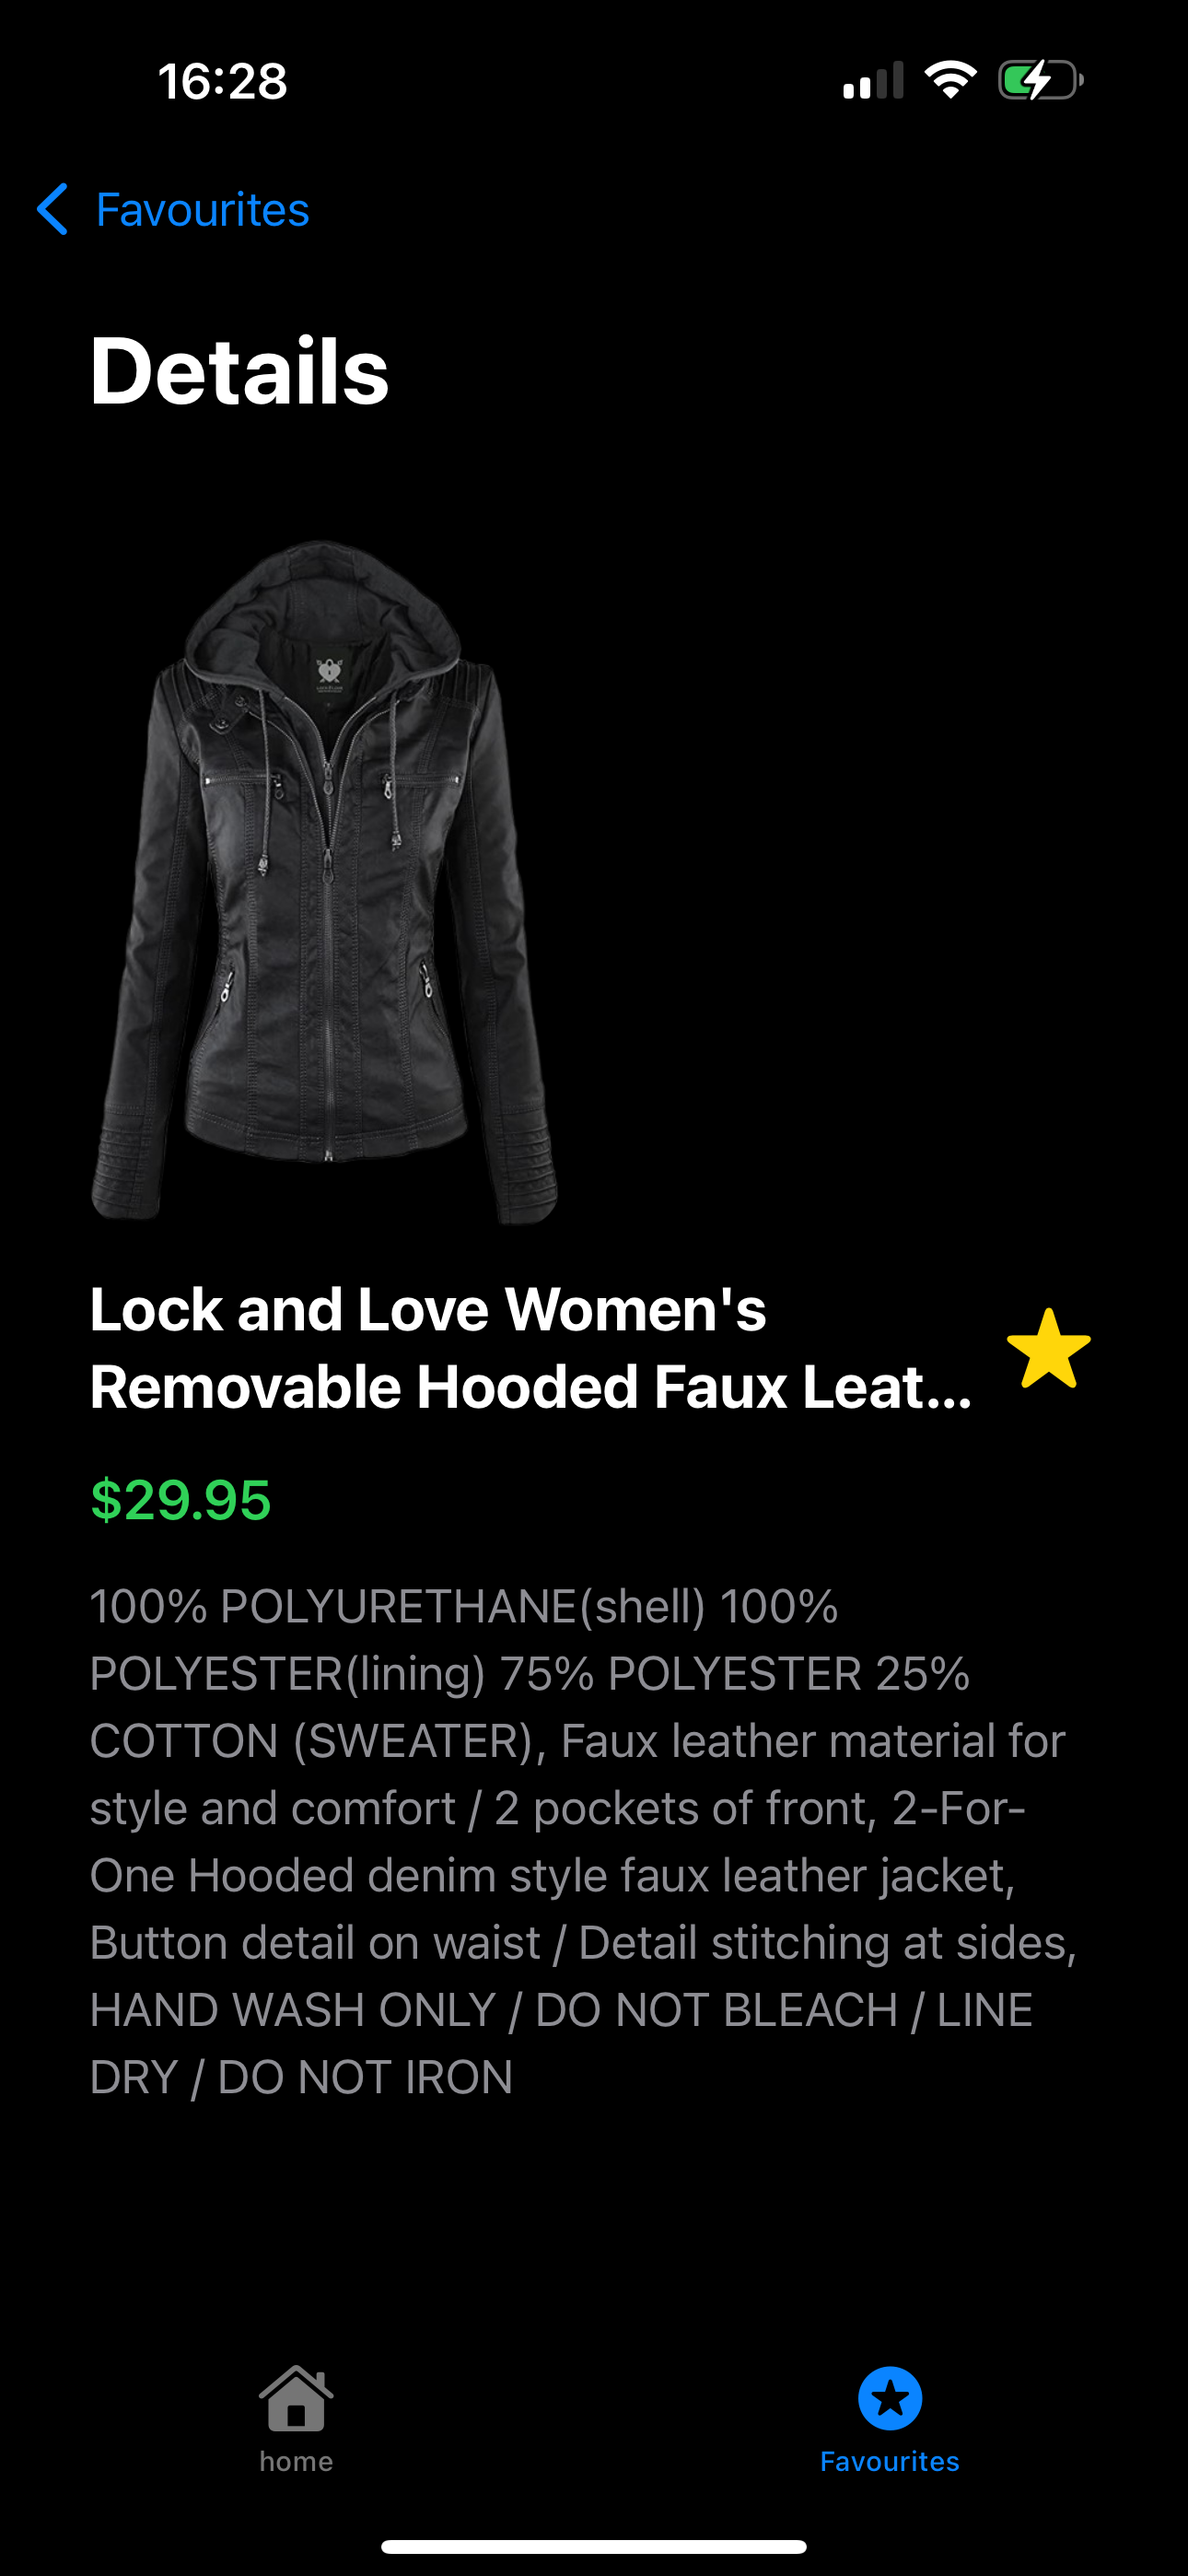 16:28
Favourites
Details
Lock and Love Women's
Removable Hooded Faux Leat...
$29.95
100% POLYURETHANE(shell) 100%
POLYESTER(lining) 75% POLYESTER 25%
COTTON (SWEATER), Faux leather material for
style and comfort / 2 pockets of front, 2-For-
One Hooded denim style faux leather jacket,
Button detail on waist / Detail stitching at sides,
HAND WASH ONLY / DO NOT BLEACH / LINE
DRY / DO NOT IRON
home
Favourites